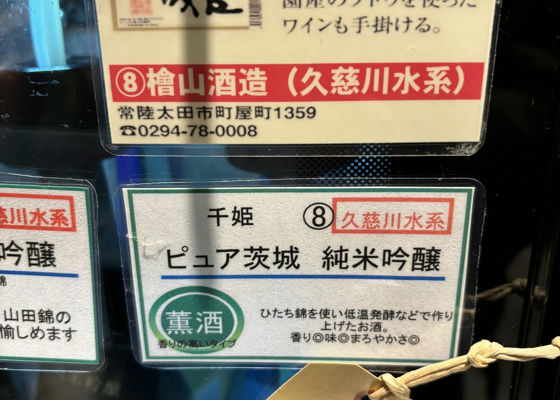 園産のブドウを使った
ワインも手掛ける。
⑧檜山酒造（久慈川水系）
常陸太田市町屋町1359
☎0294-78-0008
慈川水系
吟醸
錦
山田錦の
愉しめます
千姫 ⑧ 久慈川水系
ピュア茨城 純米吟醸
薫酒
香りの高いタイプ
ひたち錦を使い低温発酵などで作り
上げたお酒。
香り◎味◎まろやかさ◎